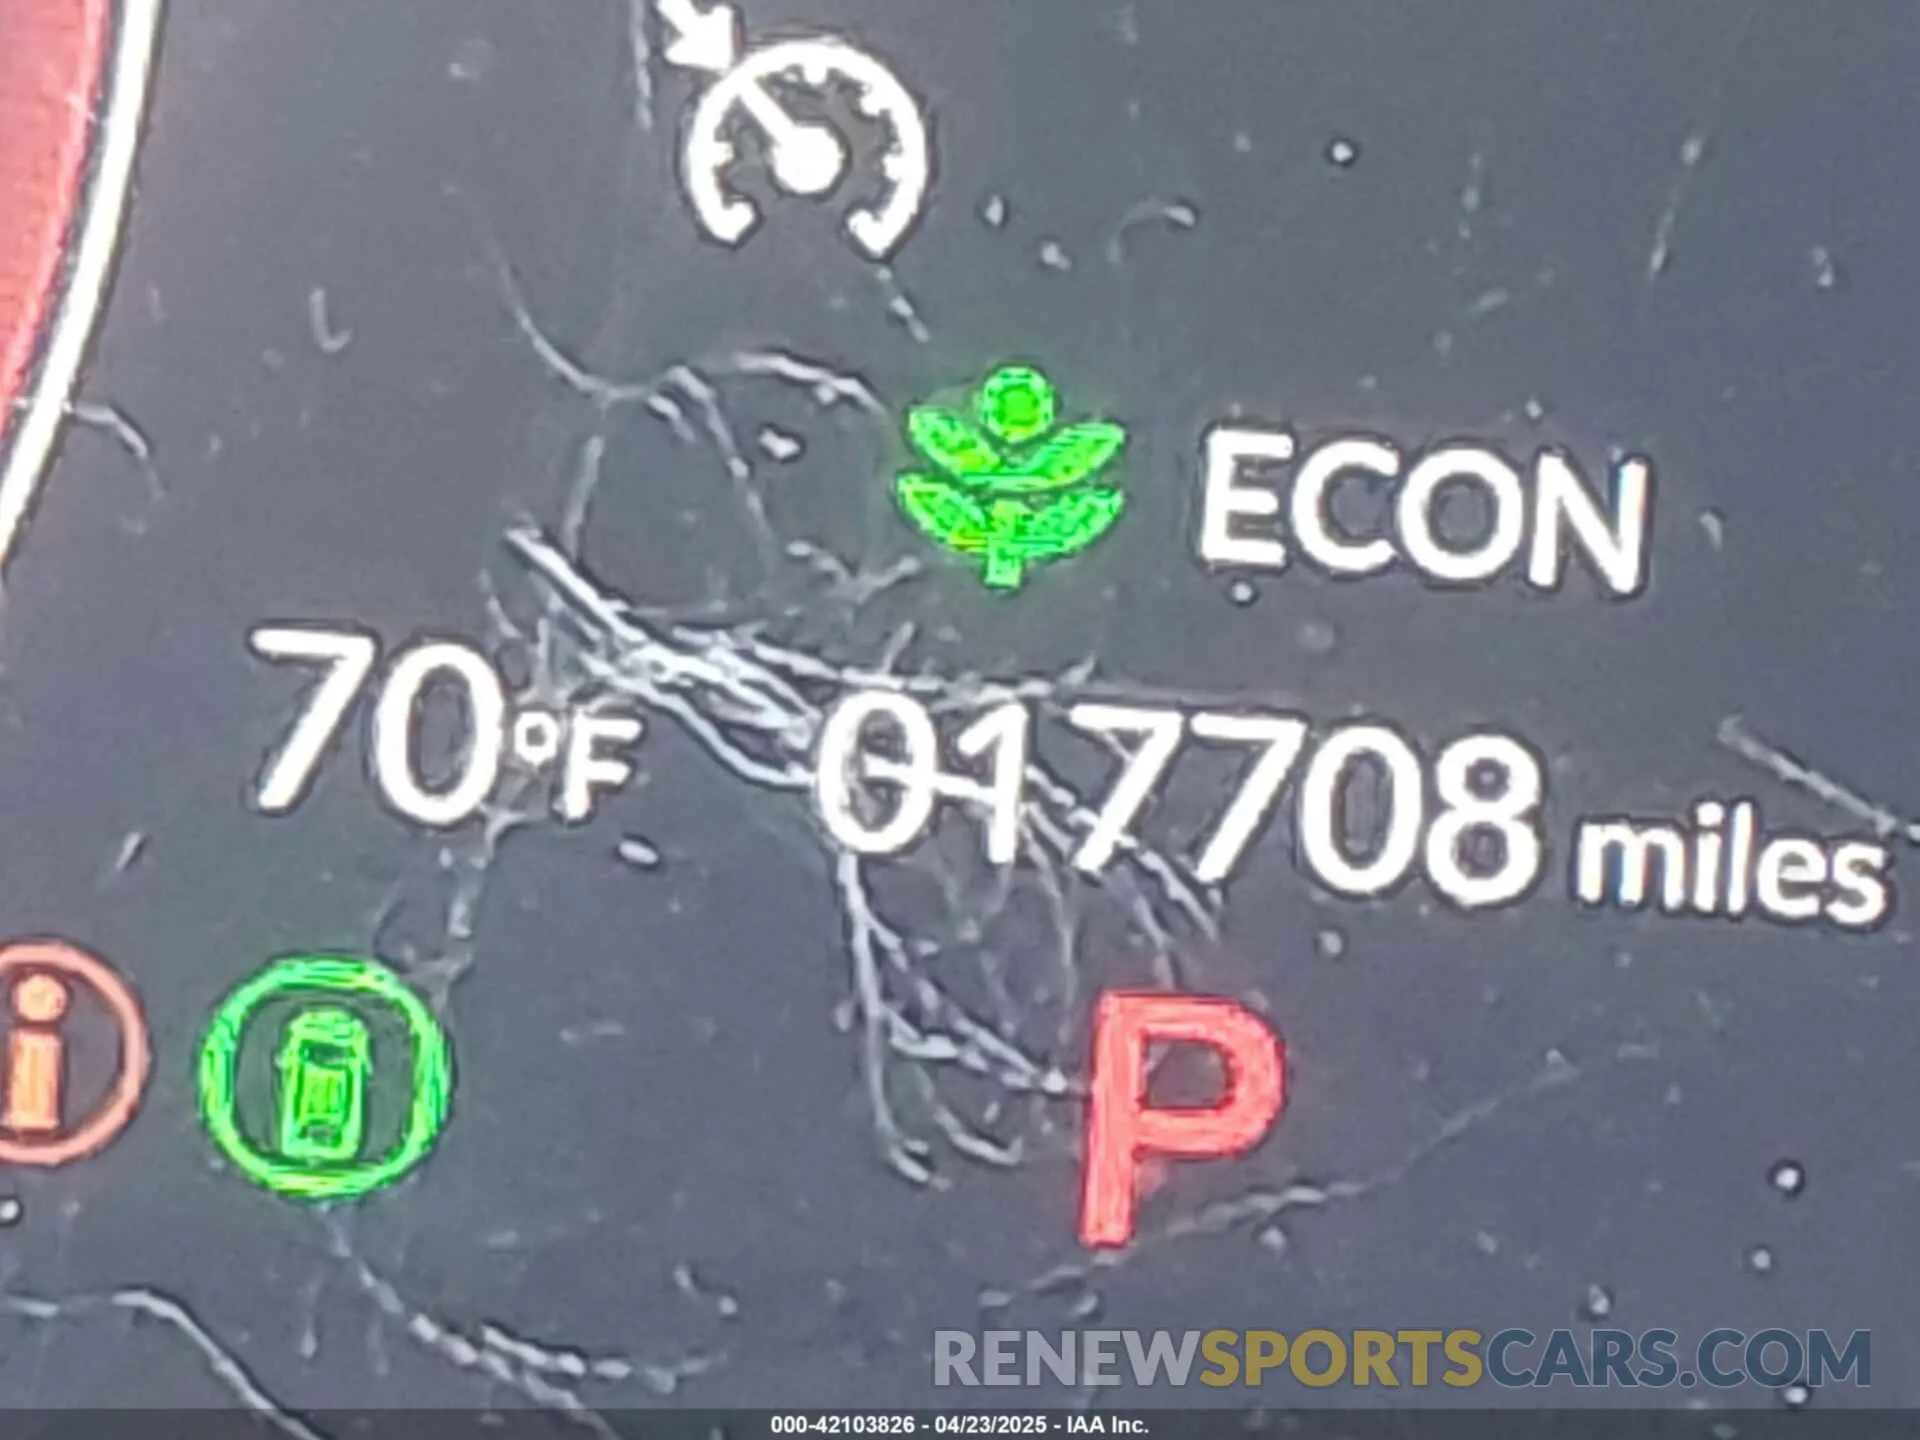 ECON
70°F 017708 miles
i
P
RENEWSPORTSCARS.COM
000-42103826 - 04/23/2025 - IAA Inc.